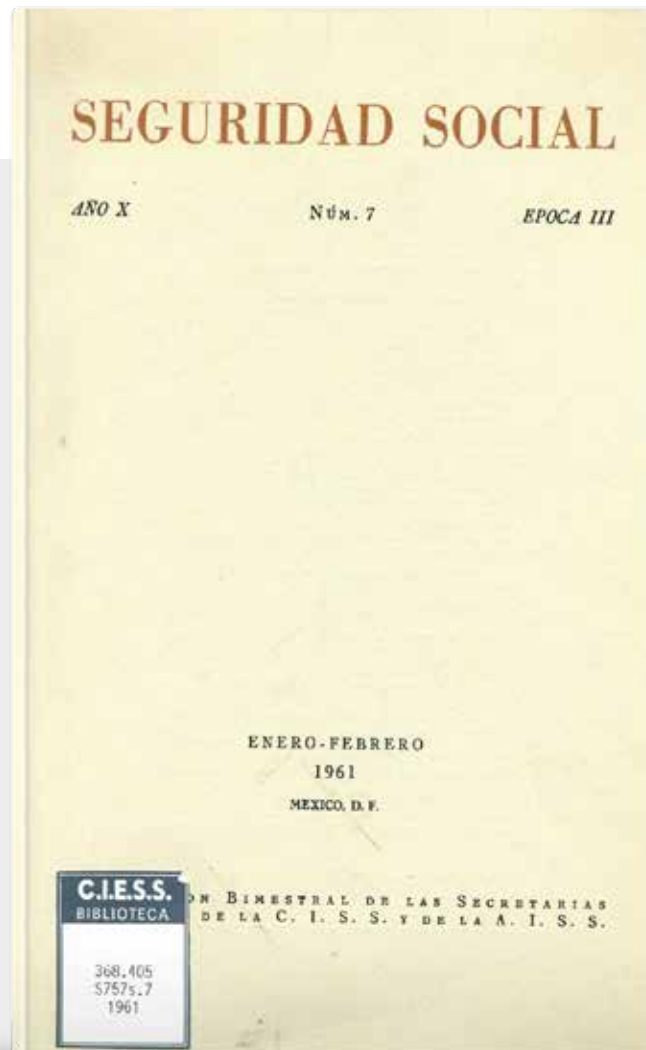 SEGURIDAD SOCIAL
AÑO X NÚM. 7 EPOCA III
ENERO-FEBRERO
1961
MEXICO, D. F.
ON BIMESTRAL DE LAS SECRETARIAS
DE LA C. I. S. S. Y DE LA A. I. S. S.
C.I.E.S.S.
BIBLIOTECA
368.405
S757s.7
1961